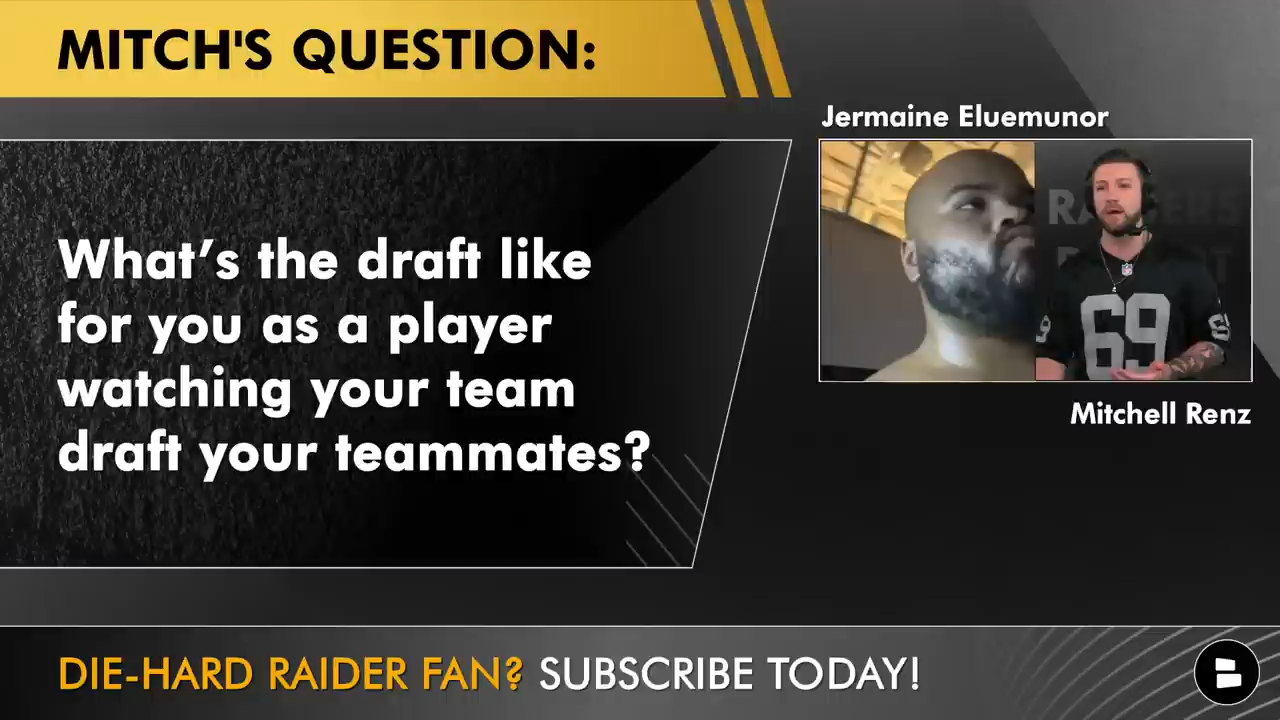 MITCH'S QUESTION:
Jermaine Eluemunor
What's the draft like
for you as a player
watching your team
draft your teammates?
69
Mitchell Renz
DIE-HARD RAIDER FAN? SUBSCRIBE TODAY!